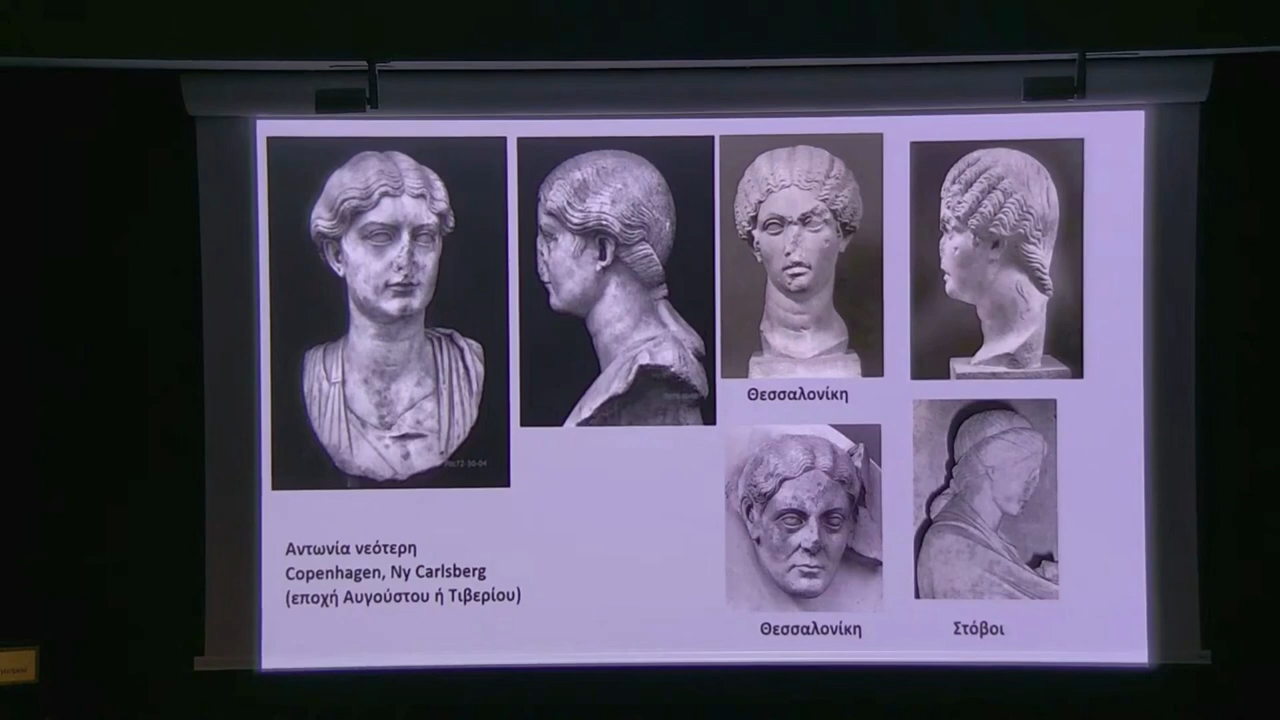 Θεσσαλονίκη
Αντωνία νεότερη
Copenhagen, Ny Carlsberg
(εποχή Αυγούστου ή Τιβερίου)
Θεσσαλονίκη
Στόβοι